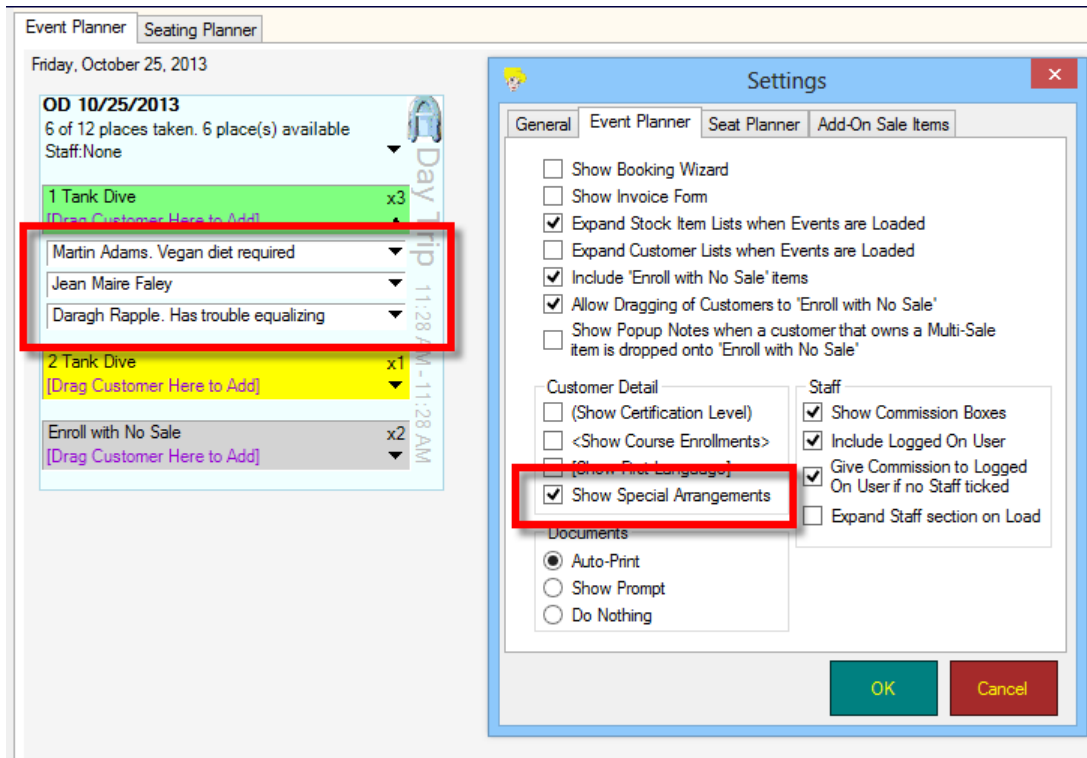 Event Planner
Seating Planner
Friday, October 25, 2013
OD 10/25/2013
6 of 12 places taken. 6 place(s) available
Staff:None
Day Trip 11:28 AM - 11:28 AM
1 Tank Dive x3
[Drag Customer Here to Add]
Martin Adams. Vegan diet required
Jean Maire Faley
Daragh Rapple. Has trouble equalizing
2 Tank Dive x1
[Drag Customer Here to Add]
Enroll with No Sale x2
[Drag Customer Here to Add]
Settings
General
Event Planner
Seat Planner
Add-On Sale Items
Show Booking Wizard
Show Invoice Form
Expand Stock Item Lists when Events are Loaded
Expand Customer Lists when Events are Loaded
Include 'Enroll with No Sale' items
Allow Dragging of Customers to 'Enroll with No Sale'
Show Popup Notes when a customer that owns a Multi-Sale
item is dropped onto 'Enroll with No Sale'
Customer Detail
(Show Certification Level)
<Show Course Enrollments>
[Show First Language]
Show Special Arrangements
Staff
Show Commission Boxes
Include Logged On User
Give Commission to Logged
On User if no Staff ticked
Expand Staff section on Load
Documents
Auto-Print
Show Prompt
Do Nothing
OK
Cancel